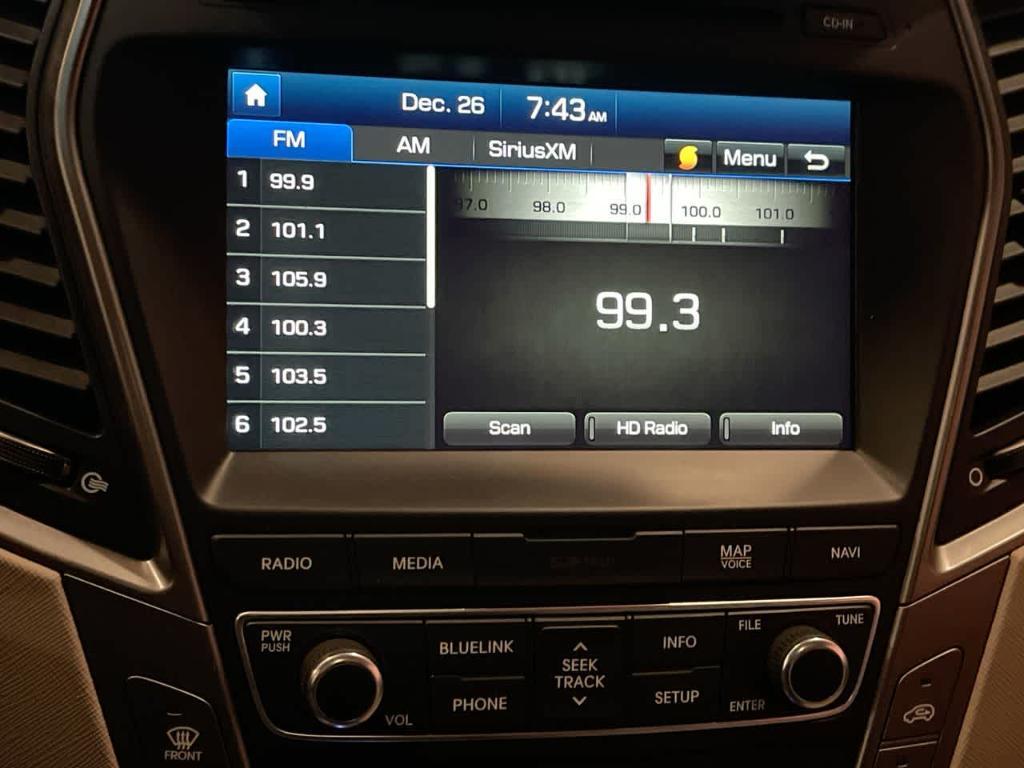 CD-IN
Dec. 26 7:43 AM
FM AM SiriusXM Menu
1 99.9
2 101.1
3 105.9
4 100.3
5 103.5
6 102.5
97.0 98.0 99.0 100.0 101.0
99.3
Scan HD Radio Info
RADIO MEDIA MAP VOICE NAVI
PWR PUSH
VOL
BLUELINK
PHONE
SEEK
TRACK
INFO
SETUP
FILE
TUNE
ENTER
FRONT